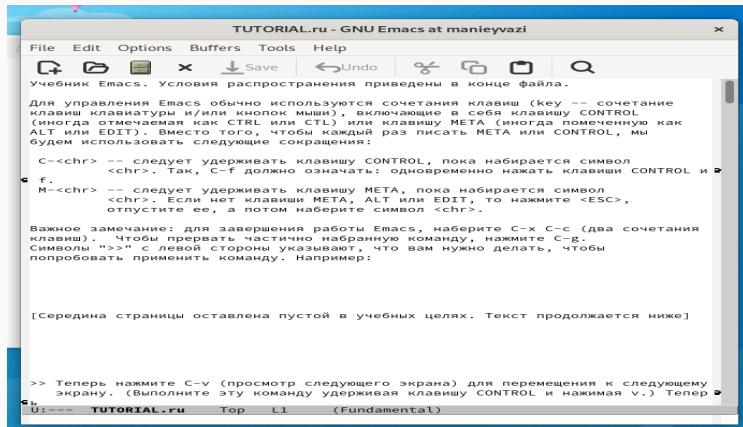 TUTORIAL.ru - GNU Emacs at manieyvazi
File Edit Options Buffers Tools Help
Save Undo
Учебник Emacs. Условия распространения приведены в конце файла.
Для управления Emacs обычно используются сочетания клавиш (key -- сочетание
клавиш клавиатуры и/или кнопок мыши), включающие в себя клавишу CONTROL
(иногда отмечаемая как CTRL или CTL) или клавишу META (иногда помеченную как
ALT или EDIT). Вместо того, чтобы каждый раз писать META или CONTROL, мы
будем использовать следующие сокращения:
C-<chr> -- следует удерживать клавишу CONTROL, пока набирается символ
<chr>. Так, C-f должно означать: одновременно нажать клавиши CONTROL и
f.
M-<chr> -- следует удерживать клавишу META, пока набирается символ
<chr>. Если нет клавиши META, ALT или EDIT, то нажмите <ESC>,
отпустите ее, а потом наберите символ <chr>.
Важное замечание: для завершения работы Emacs, наберите C-x C-c (два сочетания
клавиш). Чтобы прервать частично набранную команду, нажмите C-g.
Символы ">>" с левой стороны указывают, что вам нужно делать, чтобы
попробовать применить команду. Например:
[Середина страницы оставлена пустой в учебных целях. Текст продолжается ниже]
>> Теперь нажмите C-v (просмотр следующего экрана) для перемещения к следующему
экрану. (Выполните эту команду удерживая клавишу CONTROL и нажимая v.) Тепер
ь
U:--- TUTORIAL.ru Top L1 (Fundamental)